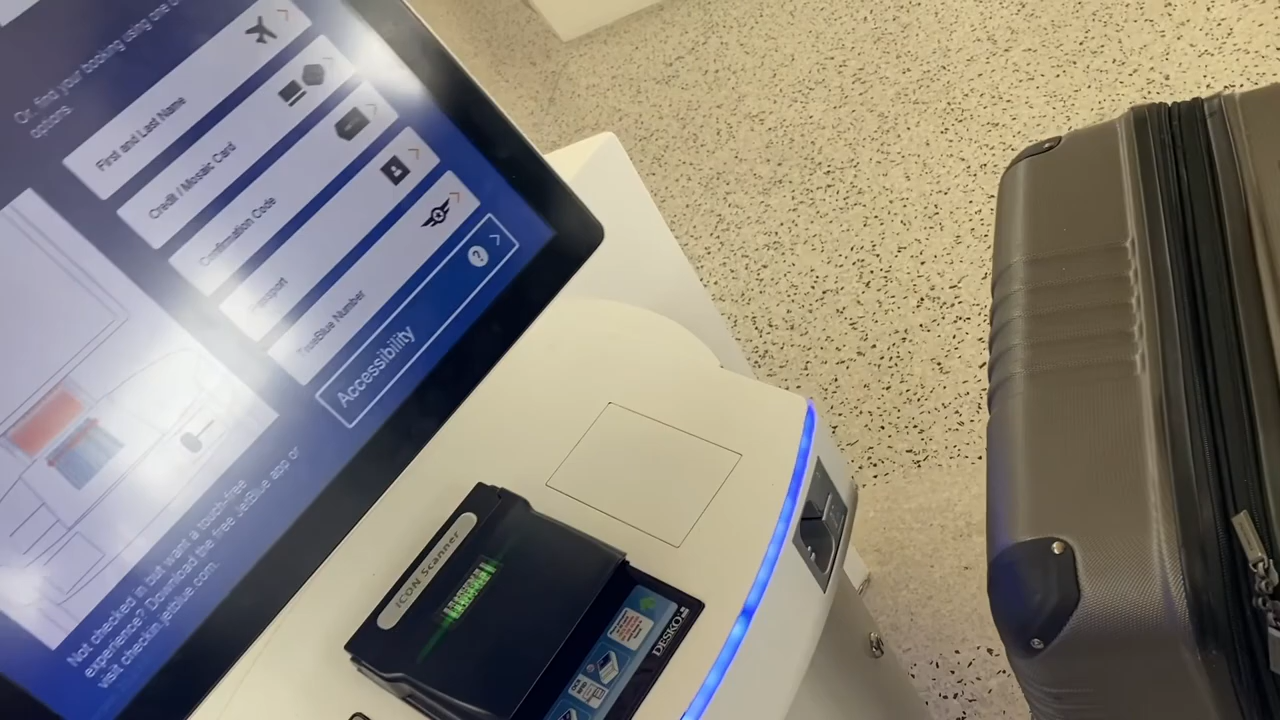 Or, find your booking using one
options.
First and Last Name
Credit / Mosaic Card
Confirmation Code
Passport
TrueBlue Number
Accessibility
?
Not checked in but want a touch-free
experience? Download the free JetBlue app or
visit checkin.jetblue.com.
ICON Scanner
DESKO